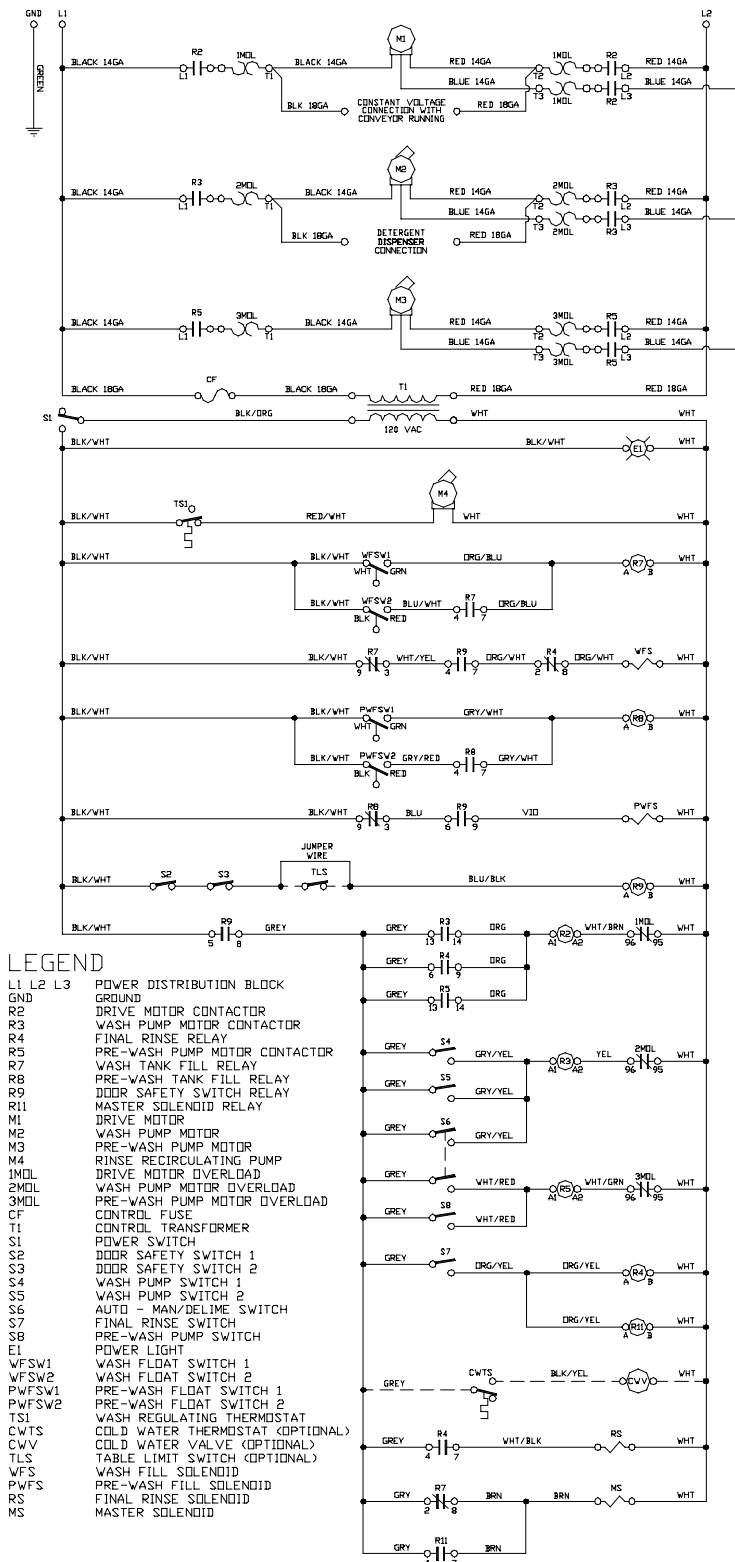 GND L1 L2
M1
BLACK 14GA R2 1MOL BLACK 14GA RED 14GA 1MOL R2 RED 14GA
L1 T1 BLUE 14GA T2 L2 BLUE 14GA
GREEN
T3 1MOL R2 L3
BLK 18GA CONSTANT VOLTAGE RED 18GA
CONNECTION WITH
CONVEYOR RUNNING
M2
BLACK 14GA R3 2MOL BLACK 14GA RED 14GA 2MOL R3 RED 14GA
L1 T1 BLUE 14GA T2 L2 BLUE 14GA
T3 2MOL R3 L3
BLK 18GA DETERGENT RED 18GA
DISPENSER
CONNECTION
M3
BLACK 14GA R5 3MOL BLACK 14GA RED 14GA 3MOL R5 RED 14GA
L1 T1 BLUE 14GA T2 L2 BLUE 14GA
T3 3MOL R5 L3
BLACK 18GA CF BLACK 18GA T1 RED 18GA RED 18GA
S1 BLK/ORG WHT WHT
120 VAC
BLK/WHT BLK/WHT E1 WHT
M4
TS1
BLK/WHT RED/WHT WHT WHT
BLK/WHT BLK/WHT WFSW1 ORG/BLU R7 WHT
WHT GRN A B
BLK/WHT WFSW2 BLU/WHT R7 ORG/BLU
BLK RED 4 7
BLK/WHT BLK/WHT R7 WHT/YEL R9 ORG/WHT R4 ORG/WHT WFS WHT
9 3 4 7 2 8
BLK/WHT BLK/WHT PWFSW1 GRY/WHT R8 WHT
WHT GRN A B
BLK/WHT PWFSW2 GRY/RED R8 GRY/WHT
BLK RED 4 7
BLK/WHT BLK/WHT R8 BLU R9 VIO PWFS WHT
9 3 6 9
JUMPER
WIRE
BLK/WHT S2 S3 TLS BLU/BLK R9 WHT
A B
BLK/WHT R9 GREY GREY R3 ORG R2 WHT/BRN 1MOL WHT
5 8 13 14 A1 A2 96 95
GREY R4 ORG
6 9
GREY R5 ORG
13 14
GREY S4 GRY/YEL R3 YEL 2MOL WHT
A1 A2 96 95
GREY S5
GREY S6 GRY/YEL
GREY WHT/RED R5 WHT/GRN 3MOL WHT
A1 A2 96 95
GREY S8 WHT/RED
GREY S7 ORG/YEL ORG/YEL R4 WHT
A B
ORG/YEL R11 WHT
A B
GREY CWTS BLK/YEL CWV WHT
GREY R4 WHT/BLK RS WHT
4 7
GRY R7 BRN BRN MS WHT
2 8
GRY R11 BRN
4 7
LEGEND
L1 L2 L3 POWER DISTRIBUTION BLOCK
GND GROUND
R2 DRIVE MOTOR CONTACTOR
R3 WASH PUMP MOTOR CONTACTOR
R4 FINAL RINSE RELAY
R5 PRE-WASH PUMP MOTOR CONTACTOR
R7 WASH TANK FILL RELAY
R8 PRE-WASH TANK FILL RELAY
R9 DOOR SAFETY SWITCH RELAY
R11 MASTER SOLENOID RELAY
M1 DRIVE MOTOR
M2 WASH PUMP MOTOR
M3 PRE-WASH PUMP MOTOR
M4 RINSE RECIRCULATING PUMP
1MOL DRIVE MOTOR OVERLOAD
2MOL WASH PUMP MOTOR OVERLOAD
3MOL PRE-WASH PUMP MOTOR OVERLOAD
CF CONTROL FUSE
T1 CONTROL TRANSFORMER
S1 POWER SWITCH
S2 DOOR SAFETY SWITCH 1
S3 DOOR SAFETY SWITCH 2
S4 WASH PUMP SWITCH 1
S5 WASH PUMP SWITCH 2
S6 AUTO - MAN/DELIME SWITCH
S7 FINAL RINSE SWITCH
S8 PRE-WASH PUMP SWITCH
E1 POWER LIGHT
WFSW1 WASH FLOAT SWITCH 1
WFSW2 WASH FLOAT SWITCH 2
PWFSW1 PRE-WASH FLOAT SWITCH 1
PWFSW2 PRE-WASH FLOAT SWITCH 2
TS1 WASH REGULATING THERMOSTAT
CWTS COLD WATER THERMOSTAT (OPTIONAL)
CWV COLD WATER VALVE (OPTIONAL)
TLS TABLE LIMIT SWITCH (OPTIONAL)
WFS WASH FILL SOLENOID
PWFS PRE-WASH FILL SOLENOID
RS FINAL RINSE SOLENOID
MS MASTER SOLENOID